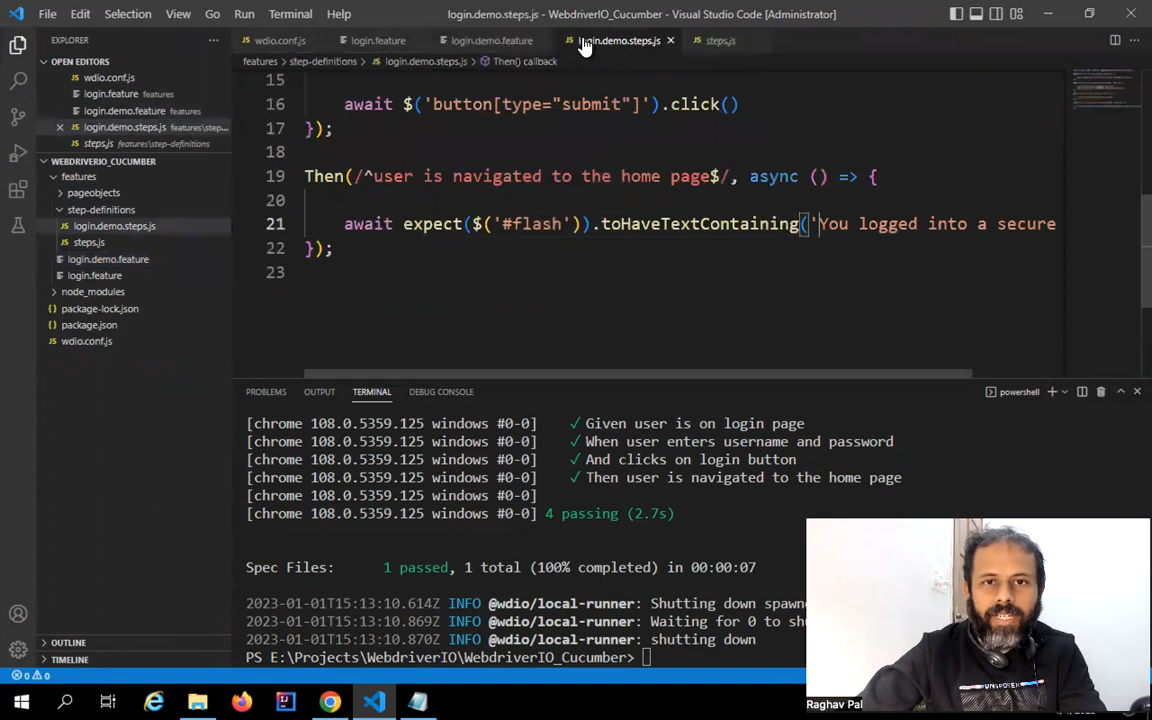 File Edit Selection View Go Run Terminal Help
login.demo.steps.js - WebdriverIO_Cucumber - Visual Studio Code [Administrator]
EXPLORER
OPEN EDITORS
wdio.conf.js
login.feature features
login.demo.feature features
login.demo.steps.js features\step...
steps.js features\step-definitions
WEBDRIVERIO_CUCUMBER
features
pageobjects
step-definitions
login.demo.steps.js
steps.js
login.demo.feature
login.feature
node_modules
package-lock.json
package.json
wdio.conf.js
OUTLINE
TIMELINE
wdio.conf.js login.feature login.demo.feature login.demo.steps.js steps.js
features > step-definitions > login.demo.steps.js > Then() callback
15
16 await $('button[type="submit"]').click()
17 });
18
19 Then(/^user is navigated to the home page$/, async () => {
20
21 await expect($('#flash')).toHaveTextContaining('You logged into a secure
22 });
23
PROBLEMS OUTPUT TERMINAL DEBUG CONSOLE
powershell
[chrome 108.0.5359.125 windows #0-0] ✓ Given user is on login page
[chrome 108.0.5359.125 windows #0-0] ✓ When user enters username and password
[chrome 108.0.5359.125 windows #0-0] ✓ And clicks on login button
[chrome 108.0.5359.125 windows #0-0] ✓ Then user is navigated to the home page
[chrome 108.0.5359.125 windows #0-0]
[chrome 108.0.5359.125 windows #0-0] 4 passing (2.7s)
Spec Files: 1 passed, 1 total (100% completed) in 00:00:07
2023-01-01T15:13:10.614Z INFO @wdio/local-runner: Shutting down spawn
2023-01-01T15:13:10.869Z INFO @wdio/local-runner: Waiting for 0 to shu
2023-01-01T15:13:10.870Z INFO @wdio/local-runner: shutting down
PS E:\Projects\WebdriverIO\WebdriverIO_Cucumber>
0 0
UNSPOKEN
Raghav Pal